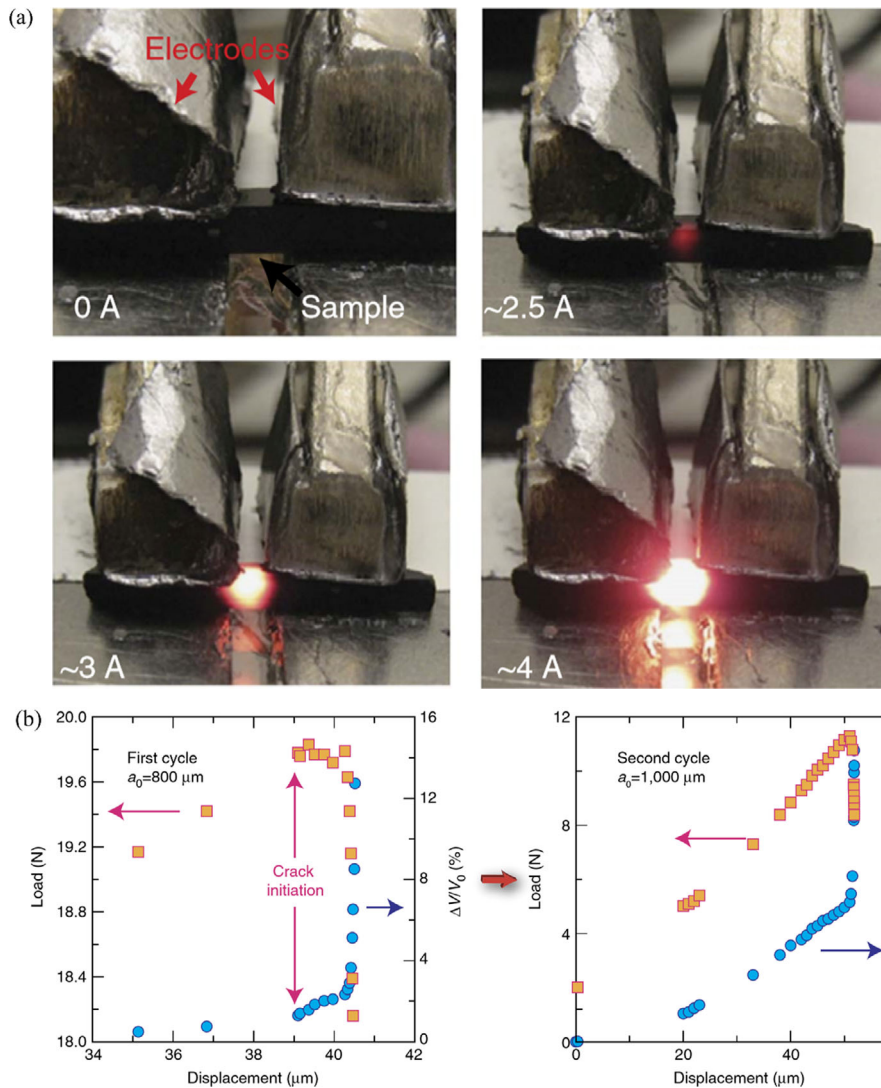 (a)
Electrodes
Sample
0 A
~2.5 A
~3 A
~4 A
(b)
20.0
19.6
19.2
18.8
18.4
18.0
Load (N)
First cycle
a₀=800 μm
Crack
initiation
16
12
8
4
0
ΔV/V₀ (%)
34 36 38 40 42
Displacement (μm)
12
8
4
0
Load (N)
Second cycle
a₀=1,000 μm
0 20 40
Displacement (μm)